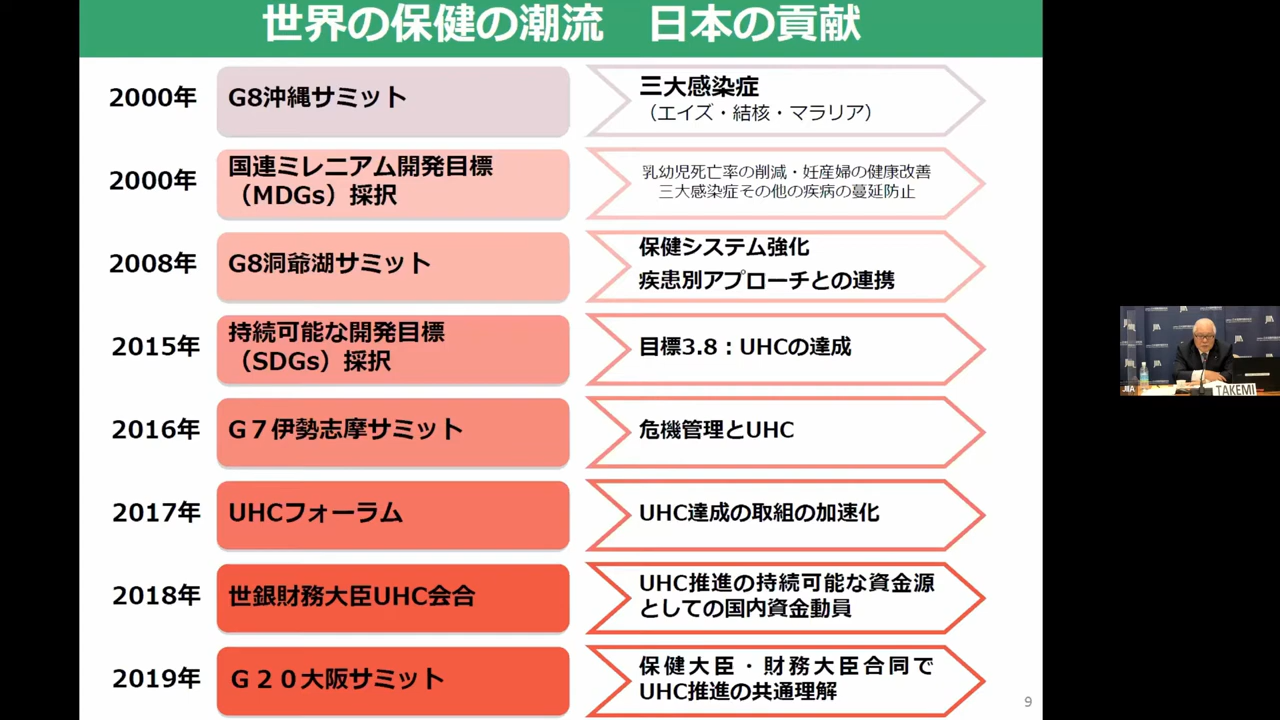 世界の保健の潮流　日本の貢献
2000年
G8沖縄サミット
三大感染症
（エイズ・結核・マラリア）
2000年
国連ミレニアム開発目標
（MDGs）採択
乳幼児死亡率の削減・妊産婦の健康改善
三大感染症その他の疾病の蔓延防止
2008年
G8洞爺湖サミット
保健システム強化
疾患別アプローチとの連携
2015年
持続可能な開発目標
（SDGs）採択
目標3.8：UHCの達成
2016年
G７伊勢志摩サミット
危機管理とUHC
2017年
UHCフォーラム
UHC達成の取組の加速化
2018年
世銀財務大臣UHC会合
UHC推進の持続可能な資金源
としての国内資金動員
2019年
G２０大阪サミット
保健大臣・財務大臣合同で
UHC推進の共通理解
9
JIIA
TAKEMI